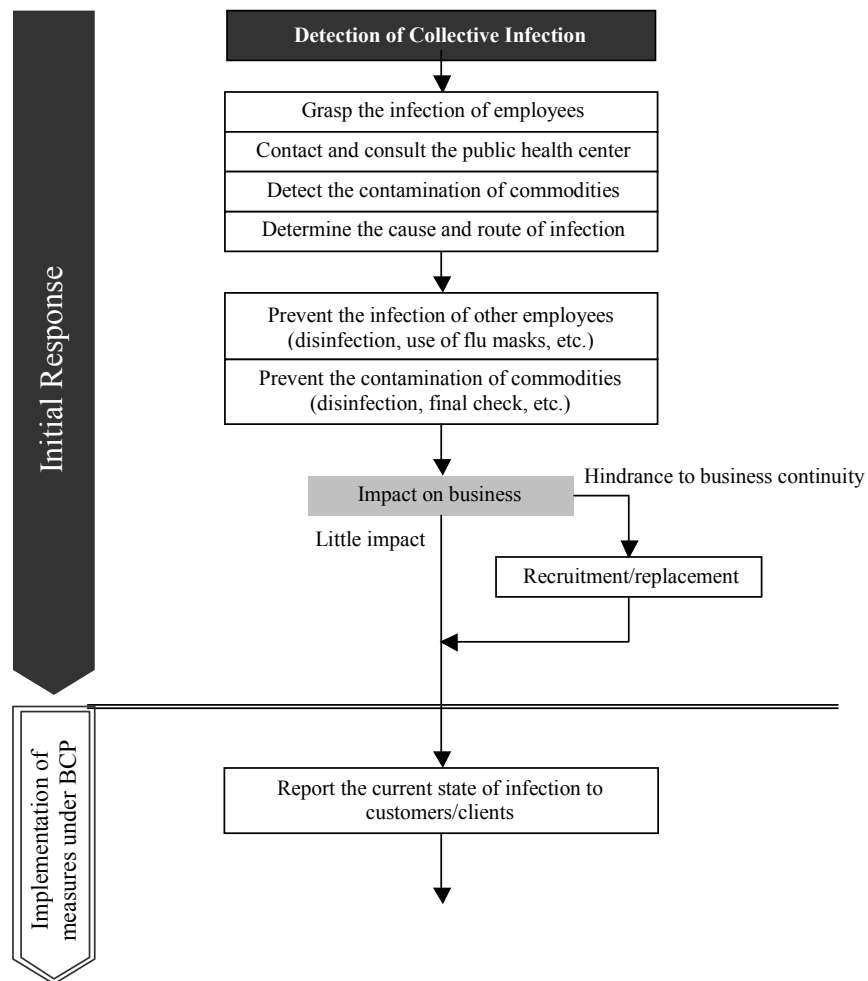 Detection of Collective Infection
Grasp the infection of employees
Contact and consult the public health center
Detect the contamination of commodities
Determine the cause and route of infection
Initial Response
Prevent the infection of other employees
(disinfection, use of flu masks, etc.)
Prevent the contamination of commodities
(disinfection, final check, etc.)
Hindrance to business continuity
Impact on business
Little impact
Recruitment/replacement
Implementation of
measures under BCP
Report the current state of infection to
customers/clients